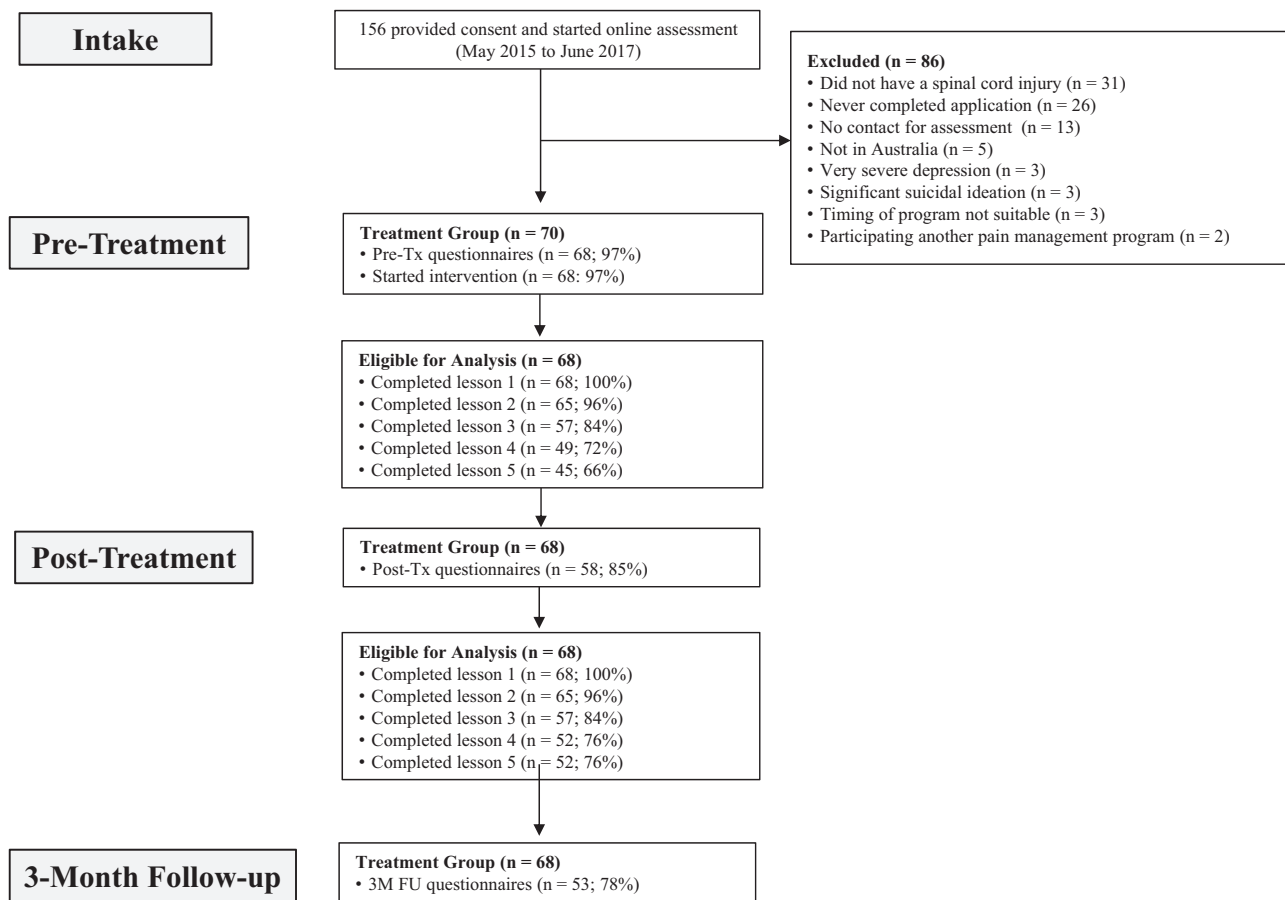 Intake
156 provided consent and started online assessment
(May 2015 to June 2017)
Excluded (n = 86)
• Did not have a spinal cord injury (n = 31)
• Never completed application (n = 26)
• No contact for assessment (n = 13)
• Not in Australia (n = 5)
• Very severe depression (n = 3)
• Significant suicidal ideation (n = 3)
• Timing of program not suitable (n = 3)
• Participating another pain management program (n = 2)
Pre-Treatment
Treatment Group (n = 70)
• Pre-Tx questionnaires (n = 68; 97%)
• Started intervention (n = 68: 97%)
Eligible for Analysis (n = 68)
• Completed lesson 1 (n = 68; 100%)
• Completed lesson 2 (n = 65; 96%)
• Completed lesson 3 (n = 57; 84%)
• Completed lesson 4 (n = 49; 72%)
• Completed lesson 5 (n = 45; 66%)
Post-Treatment
Treatment Group (n = 68)
• Post-Tx questionnaires (n = 58; 85%)
Eligible for Analysis (n = 68)
• Completed lesson 1 (n = 68; 100%)
• Completed lesson 2 (n = 65; 96%)
• Completed lesson 3 (n = 57; 84%)
• Completed lesson 4 (n = 52; 76%)
• Completed lesson 5 (n = 52; 76%)
3-Month Follow-up
Treatment Group (n = 68)
• 3M FU questionnaires (n = 53; 78%)